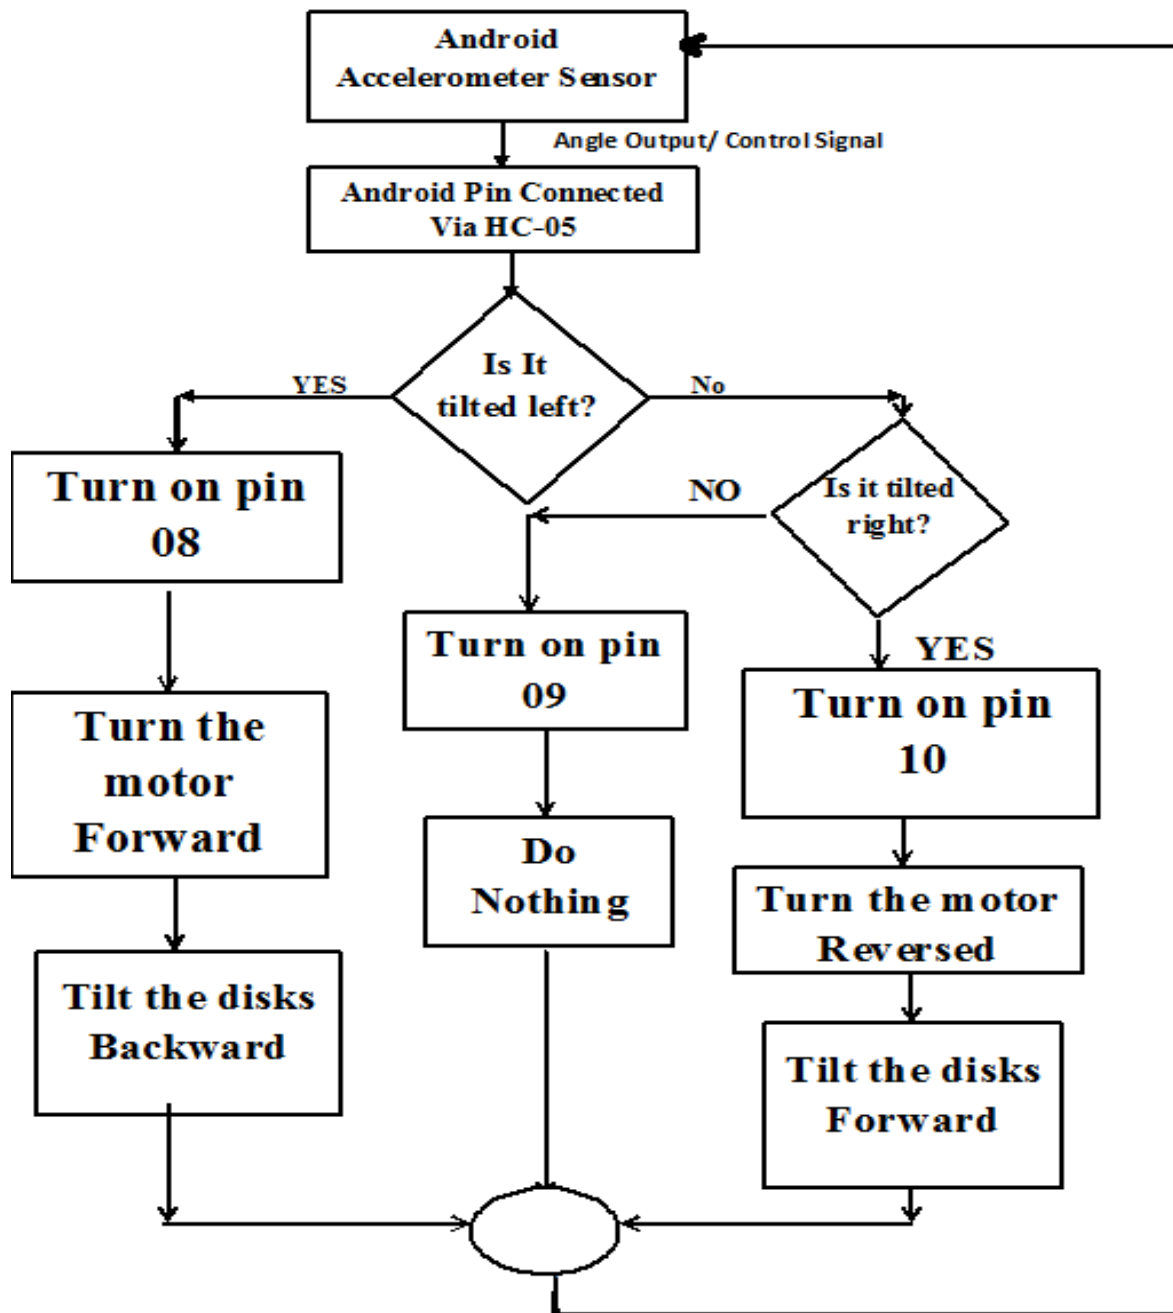 Android
Accelerometer Sensor
Angle Output/ Control Signal
Android Pin Connected
Via HC-05
Is It
tilted left?
YES
No
Turn on pin
08
NO
Is it tilted
right?
Turn on pin
09
YES
Turn on pin
10
Turn the
motor
Forward
Do
Nothing
Turn the motor
Reversed
Tilt the disks
Backward
Tilt the disks
Forward